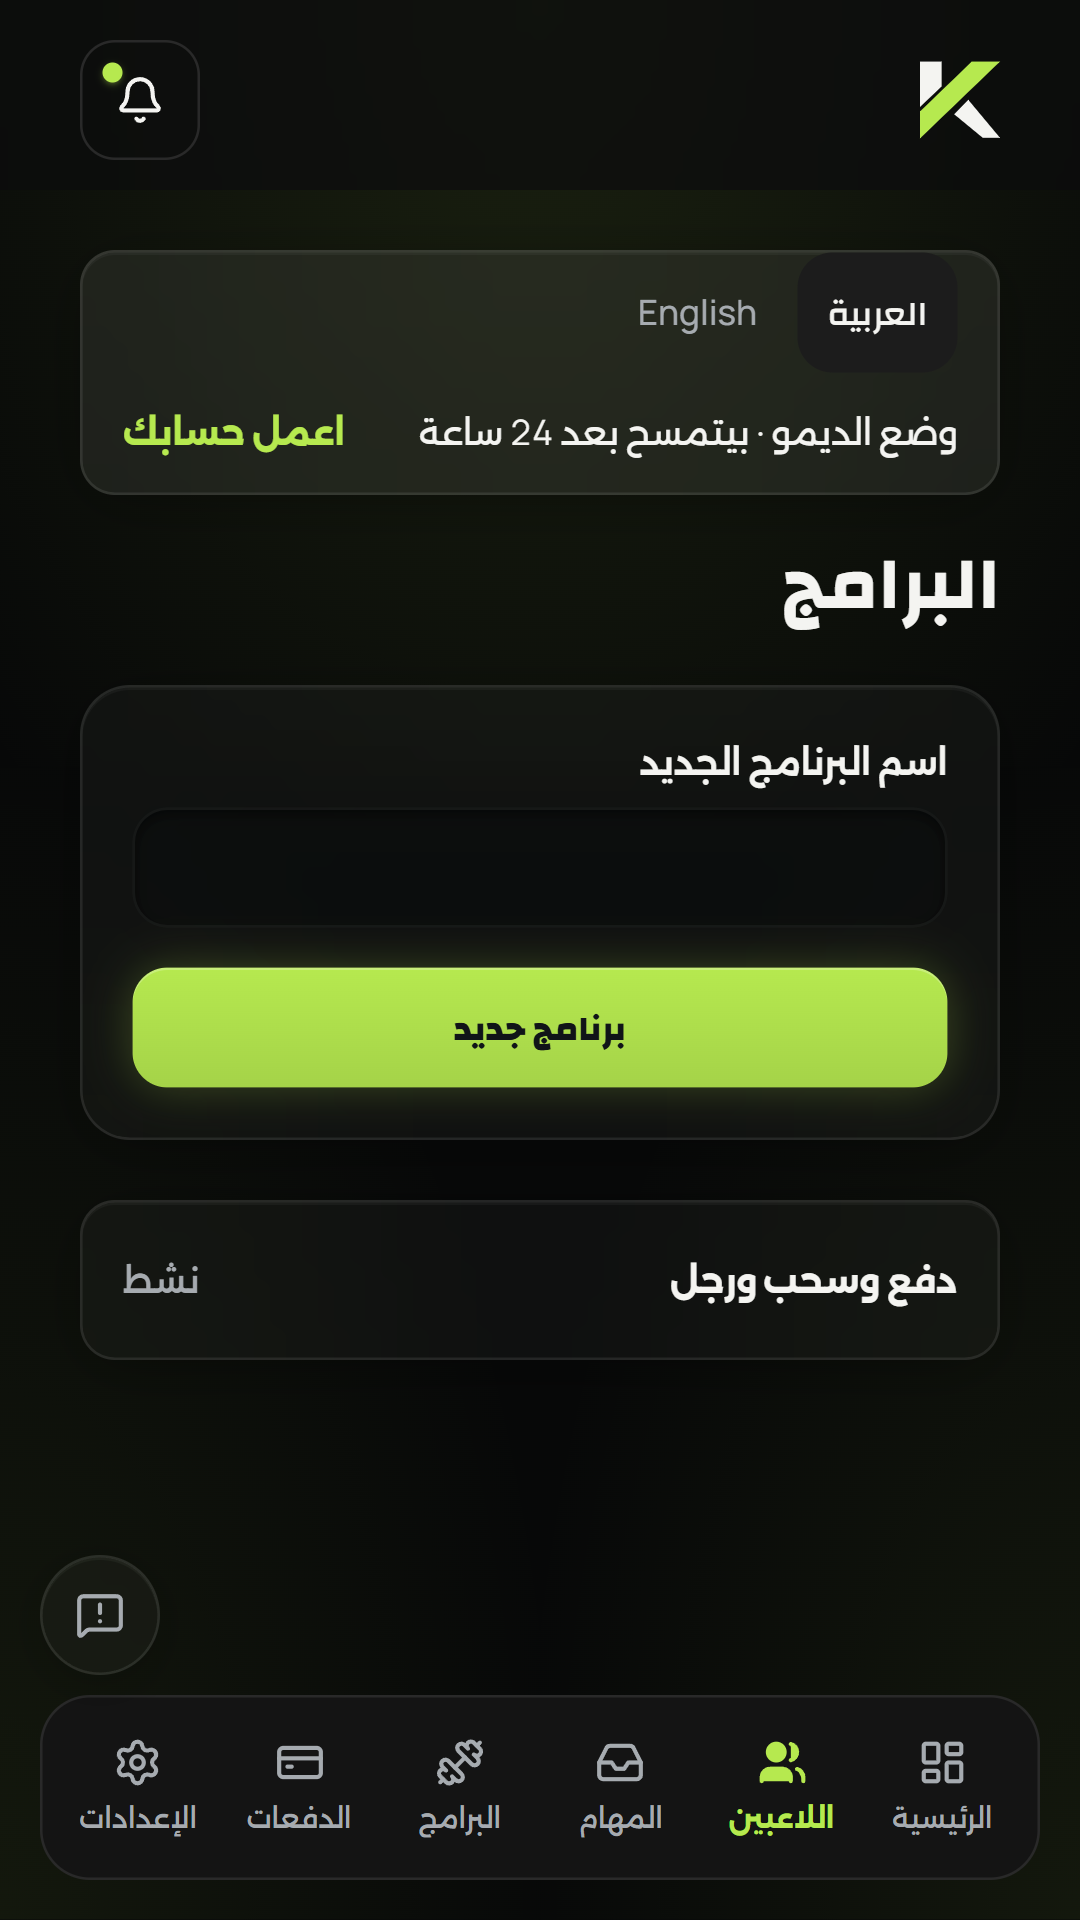 العربية English
وضع الديمو · بيتمسح بعد 24 ساعة اعمل حسابك
البرامج
اسم البرنامج الجديد
برنامج جديد
دفع وسحب ورجل نشط
الرئيسية اللاعبين المهام البرامج الدفعات الإعدادات